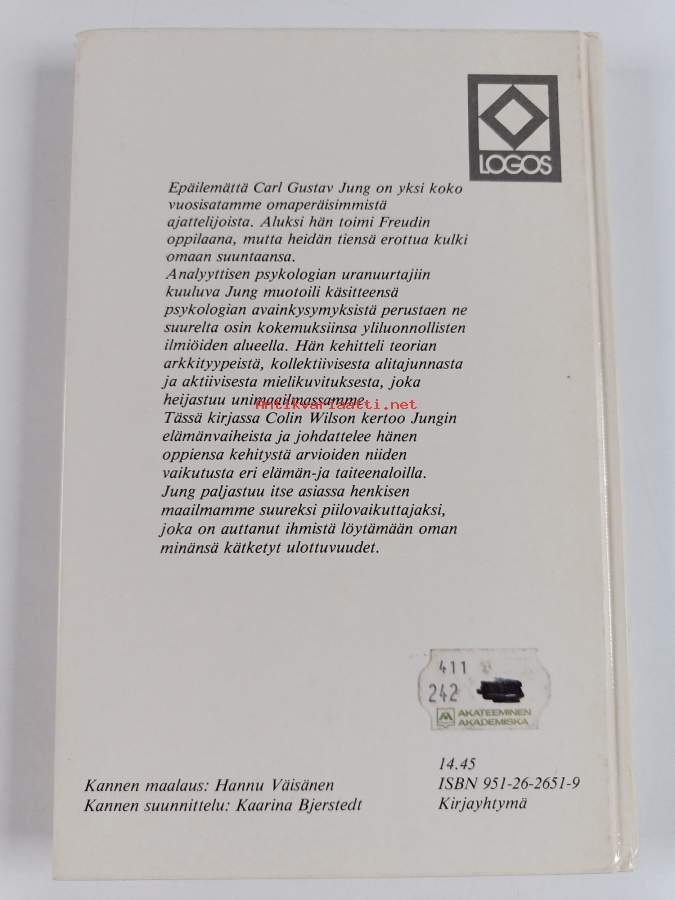 LOGOS
Epäilemättä Carl Gustav Jung on yksi koko
vuosisatamme omaperäisimmistä
ajattelijoista. Aluksi hän toimi Freudin
oppilaana, mutta heidän tiensä erottua kulki
omaan suuntaansa.
Analyyttisen psykologian uranuurtajiin
kuuluva Jung muotoili käsitteensä
psykologian avainkysymyksistä perustaen ne
suurelta osin kokemuksiinsa yliluonnollisten
ilmiöiden alueella. Hän kehitteli teorian
arkkityypeistä, kollektiivisesta alitajunnasta
ja aktiivisesta mielikuvituksesta, joka
heijastuu unimaailmassamme.
Antikvariaatti.net
Tässä kirjassa Colin Wilson kertoo Jungin
elämänvaiheista ja johdattelee hänen
oppiensa kehitystä arvioiden niiden
vaikutusta eri elämän-ja taiteenaloilla.
Jung paljastuu itse asiassa henkisen
maailmamme suureksi piilovaikuttajaksi,
joka on auttanut ihmistä löytämään oman
minänsä kätketyt ulottuvuudet.
411
242
AKATEEMINEN
AKADEMISKA
14.45
ISBN 951-26-2651-9
Kirjayhtymä
Kannen maalaus: Hannu Väisänen
Kannen suunnittelu: Kaarina Bjerstedt